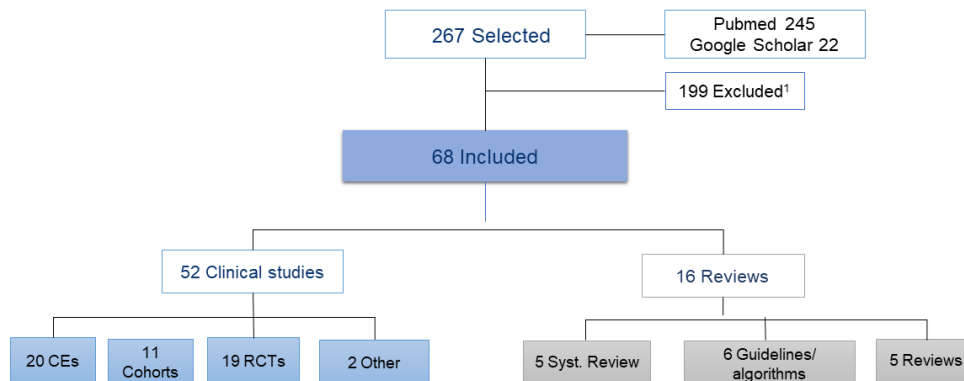 267 Selected
Pubmed 245
Google Scholar 22
199 Excluded¹
68 Included
52 Clinical studies
16 Reviews
20 CEs
11
Cohorts
19 RCTs
2 Other
5 Syst. Review
6 Guidelines/
algorithms
5 Reviews